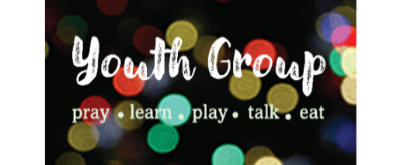 Youth Group
pray • learn • play • talk • eat